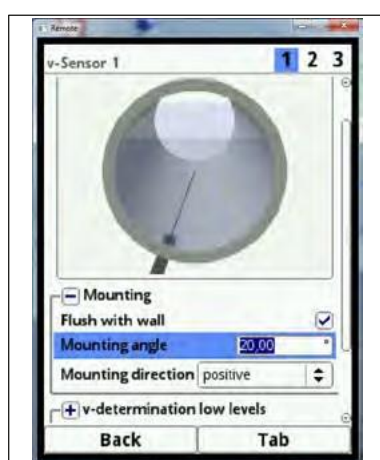 Remote
v-Sensor 1 1 2 3
Mounting
Flush with wall
Mounting angle 20,00 °
Mounting direction positive
v-determination low levels
Back Tab